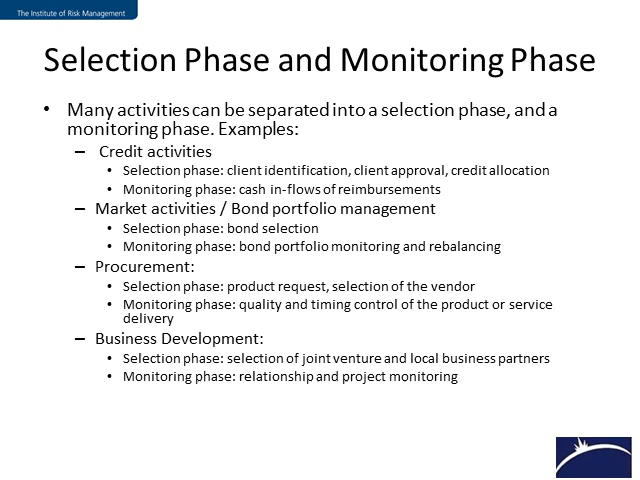 The Institute of Risk Management
Selection Phase and Monitoring Phase
• Many activities can be separated into a selection phase, and a
monitoring phase. Examples:
– Credit activities
• Selection phase: client identification, client approval, credit allocation
• Monitoring phase: cash in-flows of reimbursements
– Market activities / Bond portfolio management
• Selection phase: bond selection
• Monitoring phase: bond portfolio monitoring and rebalancing
– Procurement:
• Selection phase: product request, selection of the vendor
• Monitoring phase: quality and timing control of the product or service
delivery
– Business Development:
• Selection phase: selection of joint venture and local business partners
• Monitoring phase: relationship and project monitoring